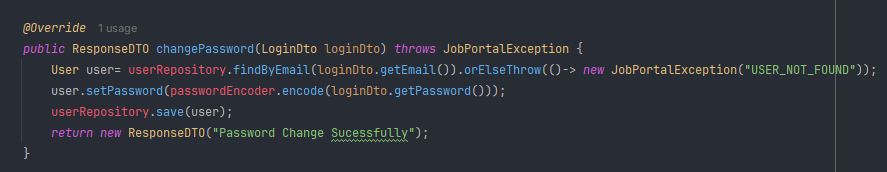 @Override 1 usage
public ResponseDTO changePassword(LoginDto loginDto) throws JobPortalException {
User user= userRepository.findByEmail(loginDto.getEmail()).orElseThrow(()-> new JobPortalException("USER_NOT_FOUND"));
user.setPassword(passwordEncoder.encode(loginDto.getPassword()));
userRepository.save(user);
return new ResponseDTO("Password Change Sucessfully");
}